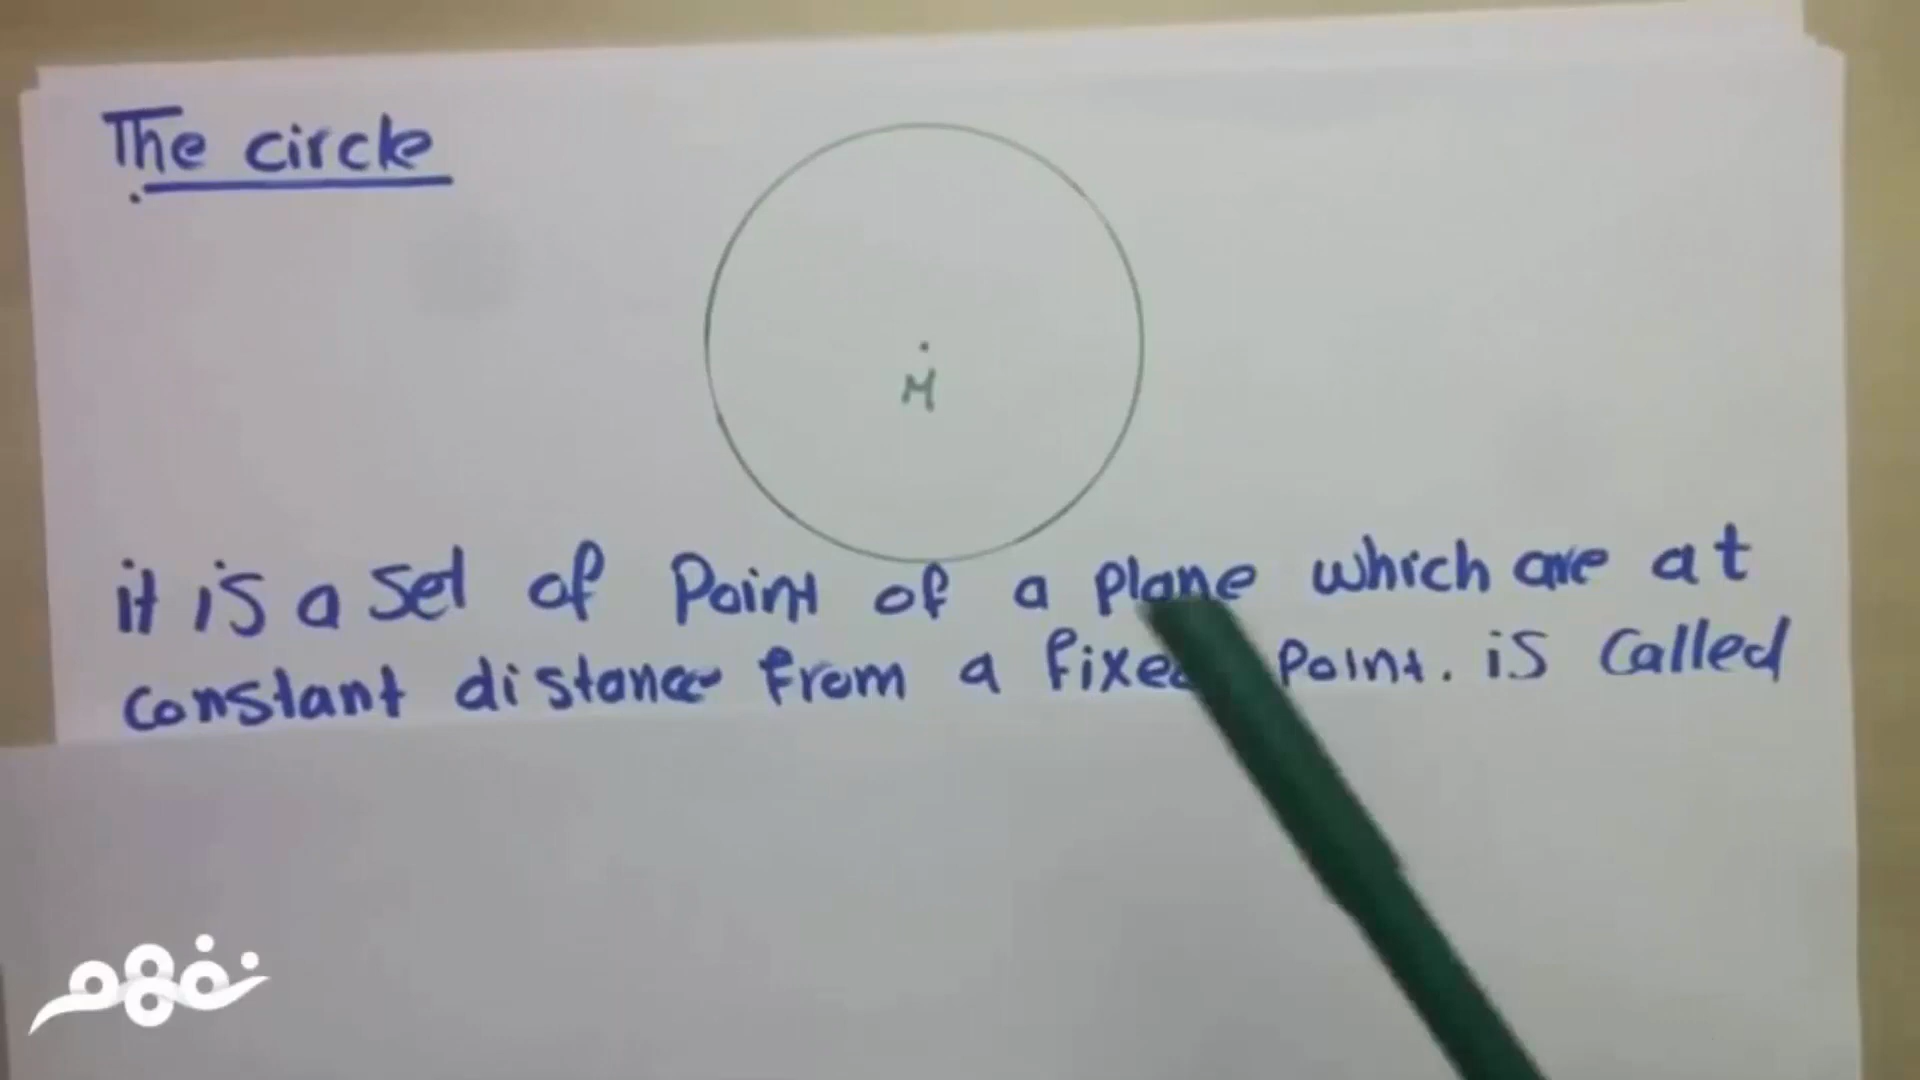 The circle
M
it is a set of Point of a plane which are at
constant distance from a fixed Point. is called
نفهم